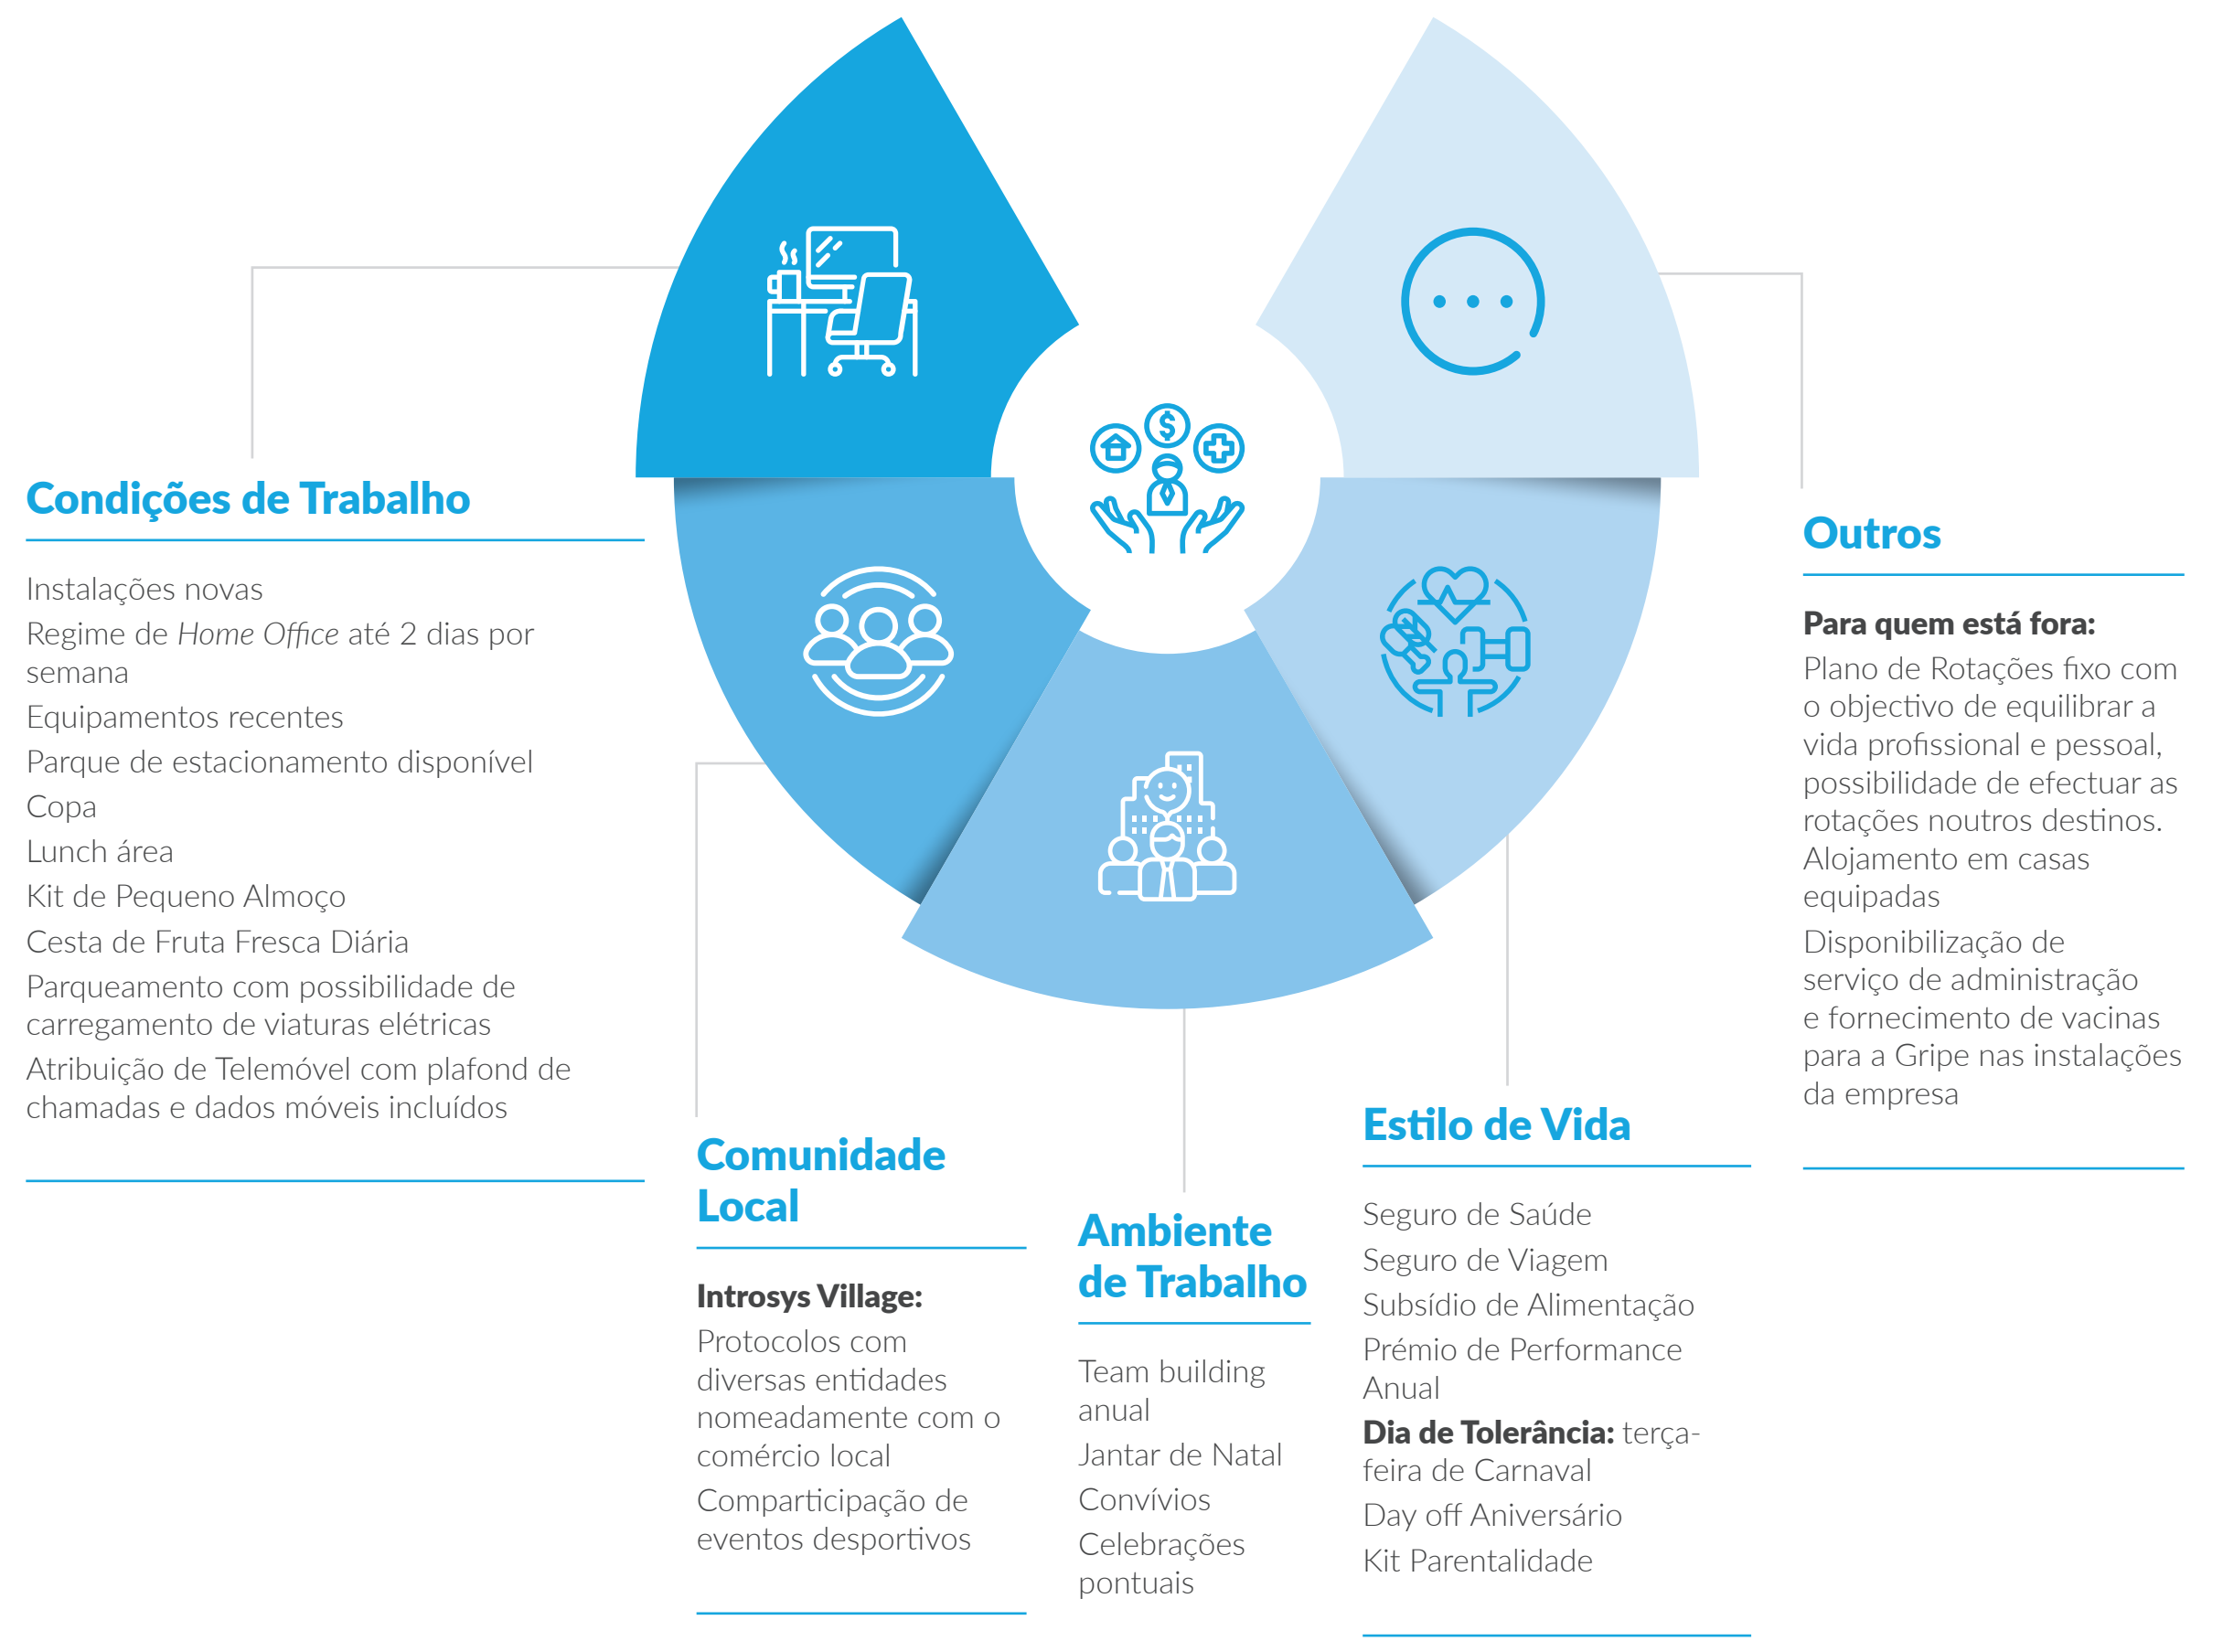 Condições de Trabalho
Instalações novas
Regime de Home Office até 2 dias por
semana
Equipamentos recentes
Parque de estacionamento disponível
Copa
Lunch área
Kit de Pequeno Almoço
Cesta de Fruta Fresca Diária
Parqueamento com possibilidade de
carregamento de viaturas elétricas
Atribuição de Telemóvel com plafond de
chamadas e dados móveis incluídos
Comunidade
Local
Introsys Village:
Protocolos com
diversas entidades
nomeadamente com o
comércio local
Comparticipação de
eventos desportivos
Ambiente
de Trabalho
Team building
anual
Jantar de Natal
Convívios
Celebrações
pontuais
Estilo de Vida
Seguro de Saúde
Seguro de Viagem
Subsídio de Alimentação
Prémio de Performance
Anual
Dia de Tolerância: terça-
feira de Carnaval
Day off Aniversário
Kit Parentalidade
Outros
Para quem está fora:
Plano de Rotações fixo com
o objectivo de equilibrar a
vida profissional e pessoal,
possibilidade de efectuar as
rotações noutros destinos.
Alojamento em casas
equipadas
Disponibilização de
serviço de administração
e fornecimento de vacinas
para a Gripe nas instalações
da empresa